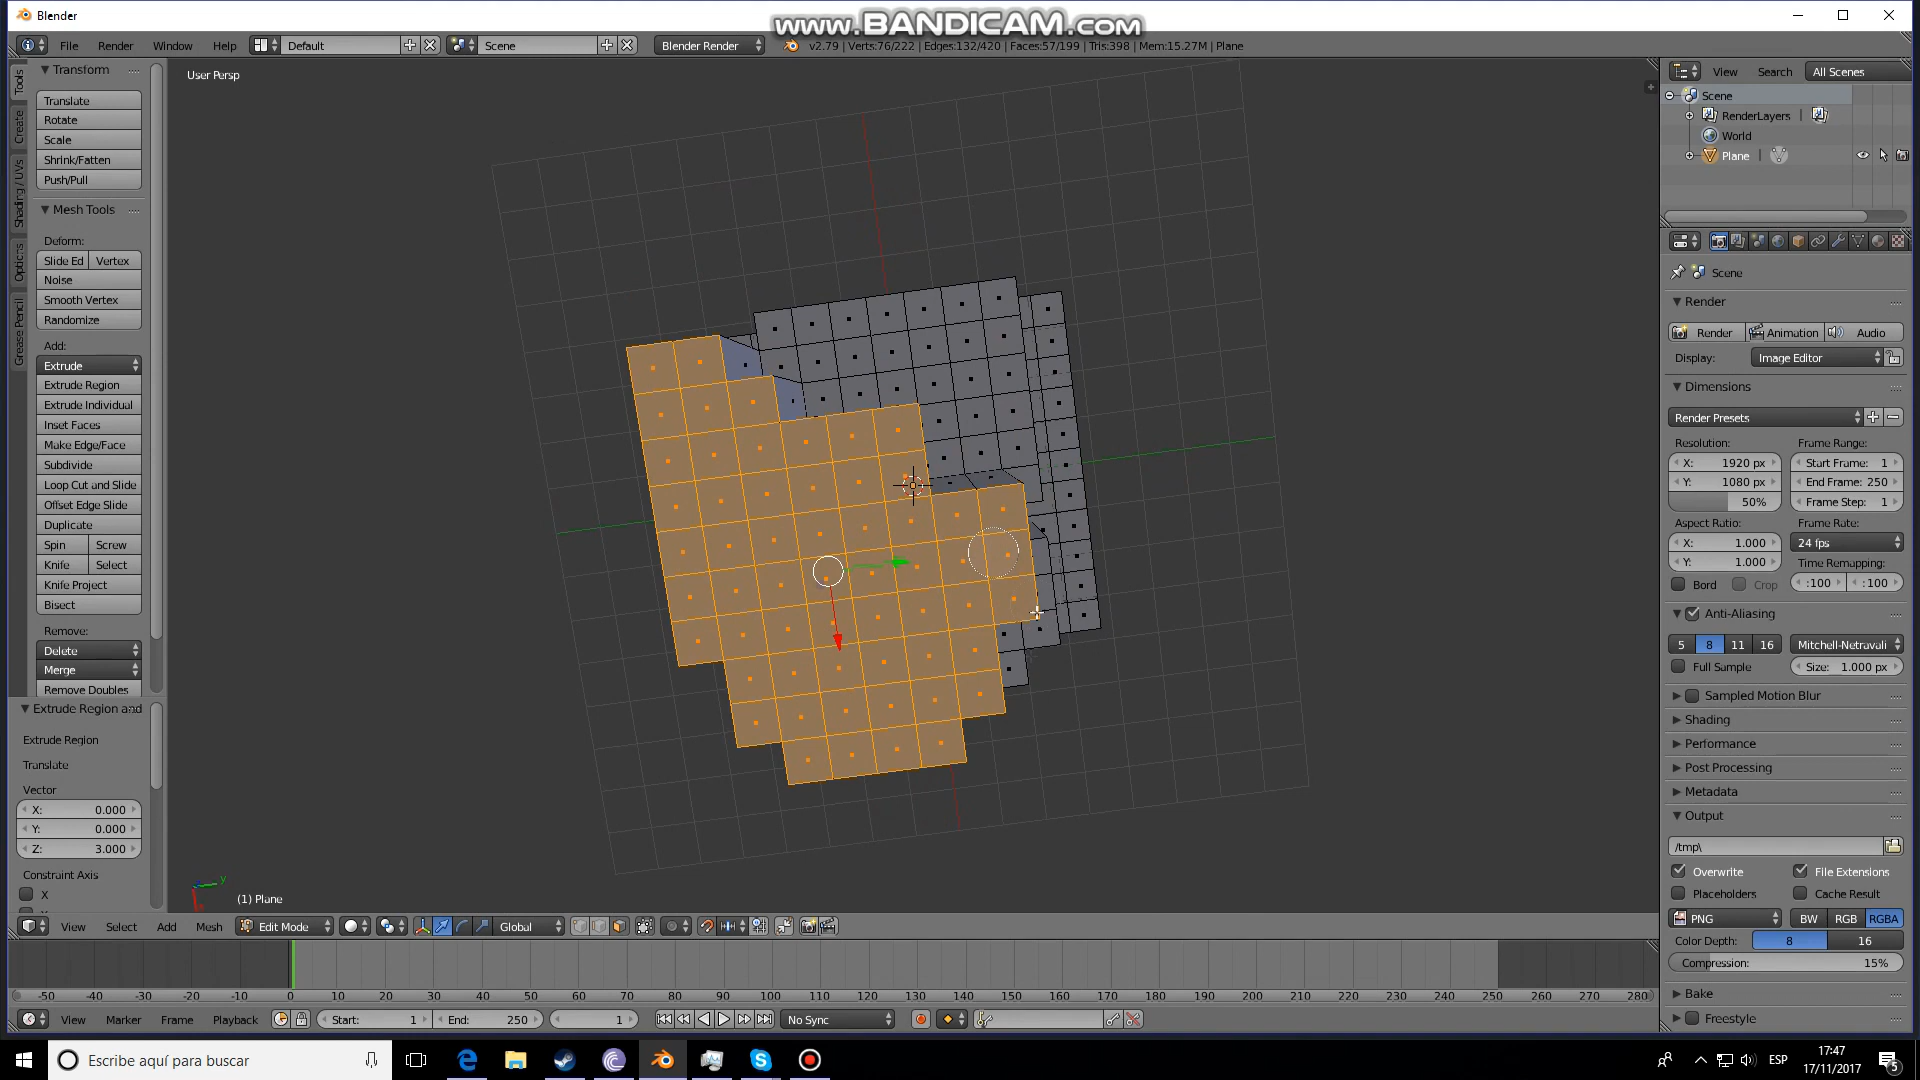 Blender
www.BANDICAM.com
File Render Window Help Default Scene Blender Render v2.79 | Verts:76/222 | Edges:132/420 | Faces:57/199 | Tris:398 | Mem:15.27M | Plane
Tools
Create
Shading / UVs
Options
Grease Pencil
Transform
Translate
Rotate
Scale
Shrink/Fatten
Push/Pull
Mesh Tools
Deform:
Slide Ed Vertex
Noise
Smooth Vertex
Randomize
Add:
Extrude
Extrude Region
Extrude Individual
Inset Faces
Make Edge/Face
Subdivide
Loop Cut and Slide
Offset Edge Slide
Duplicate
Spin Screw
Knife Select
Knife Project
Bisect
Remove:
Delete
Merge
Remove Doubles
Extrude Region and
Extrude Region
Translate
Vector
X: 0.000
Y: 0.000
Z: 3.000
Constraint Axis
X
User Persp
y
(1) Plane
View Select Add Mesh Edit Mode Global
-50 -40 -30 -20 -10 0 10 20 30 40 50 60 70 80 90 100 110 120 130 140 150 160 170 180 190 200 210 220 230 240 250 260 270 280
View Marker Frame Playback Start: 1 End: 250 1 No Sync
View Search All Scenes
Scene
RenderLayers |
World
Plane |
Scene
Render
Render Animation Audio
Display: Image Editor
Dimensions
Render Presets
Resolution: Frame Range:
X: 1920 px Start Frame: 1
Y: 1080 px End Frame: 250
50% Frame Step: 1
Aspect Ratio: Frame Rate:
X: 1.000 24 fps
Y: 1.000 Time Remapping:
Bord Crop :100 :100
Anti-Aliasing
5 8 11 16 Mitchell-Netravali
Full Sample Size: 1.000 px
Sampled Motion Blur
Shading
Performance
Post Processing
Metadata
Output
/tmp\
Overwrite File Extensions
Placeholders Cache Result
PNG BW RGB RGBA
Color Depth: 8 16
Compression: 15%
Bake
Freestyle
Escribe aquí para buscar
ESP
17:47
17/11/2017
5